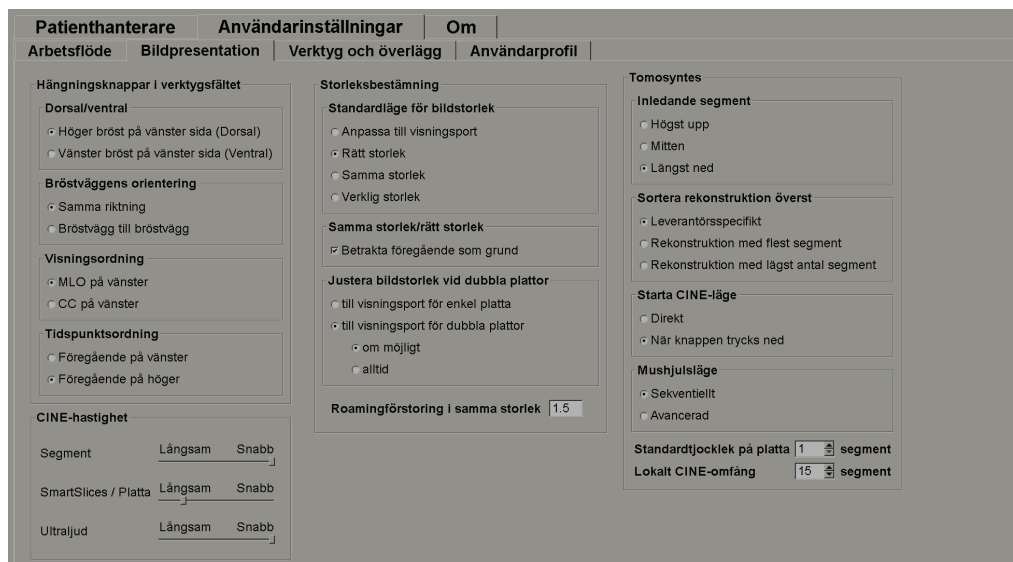 Patienthanterare Användarinställningar Om
Arbetsflöde Bildpresentation Verktyg och överlägg Användarprofil
Hängningsknappar i verktygsfältet
Dorsal/ventral
Höger bröst på vänster sida (Dorsal)
Vänster bröst på vänster sida (Ventral)
Bröstväggens orientering
Samma riktning
Bröstvägg till bröstvägg
Visningsordning
MLO på vänster
CC på vänster
Tidspunktsordning
Föregående på vänster
Föregående på höger
CINE-hastighet
Segment Långsam Snabb
SmartSlices / Platta Långsam Snabb
Ultraljud Långsam Snabb
Storleksbestämning
Standardläge för bildstorlek
Anpassa till visningsport
Rätt storlek
Samma storlek
Verklig storlek
Samma storlek/rätt storlek
Betrakta föregående som grund
Justera bildstorlek vid dubbla plattor
till visningsport för enkel platta
till visningsport för dubbla plattor
om möjligt
alltid
Roamingförstoring i samma storlek 1.5
Tomosyntes
Inledande segment
Högst upp
Mitten
Längst ned
Sortera rekonstruktion överst
Leverantörsspecifikt
Rekonstruktion med flest segment
Rekonstruktion med lägst antal segment
Starta CINE-läge
Direkt
När knappen trycks ned
Mushjulsläge
Sekventiellt
Avancerad
Standardtjocklek på platta 1 segment
Lokalt CINE-omfång 15 segment